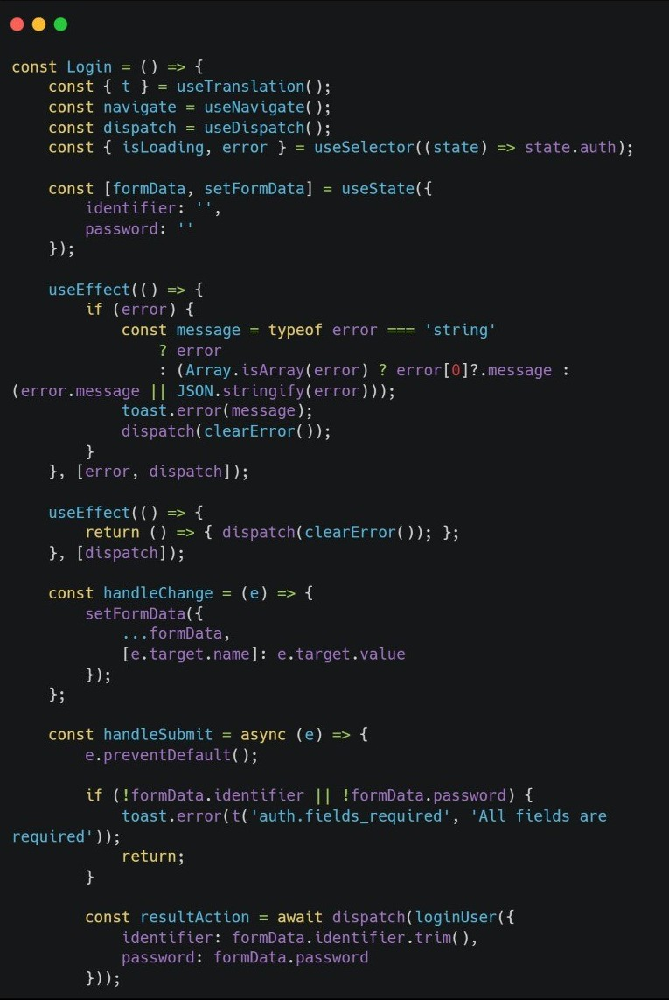 const Login = () => {
    const { t } = useTranslation();
    const navigate = useNavigate();
    const dispatch = useDispatch();
    const { isLoading, error } = useSelector((state) => state.auth);

    const [formData, setFormData] = useState({
        identifier: '',
        password: ''
    });

    useEffect(() => {
        if (error) {
            const message = typeof error === 'string'
                ? error
                : (Array.isArray(error) ? error[0]?.message :
(error.message || JSON.stringify(error)));
            toast.error(message);
            dispatch(clearError());
        }
    }, [error, dispatch]);

    useEffect(() => {
        return () => { dispatch(clearError()); };
    }, [dispatch]);

    const handleChange = (e) => {
        setFormData({
            ...formData,
            [e.target.name]: e.target.value
        });
    };

    const handleSubmit = async (e) => {
        e.preventDefault();

        if (!formData.identifier || !formData.password) {
            toast.error(t('auth.fields_required', 'All fields are
required'));
            return;
        }

        const resultAction = await dispatch(loginUser({
            identifier: formData.identifier.trim(),
            password: formData.password
        }));